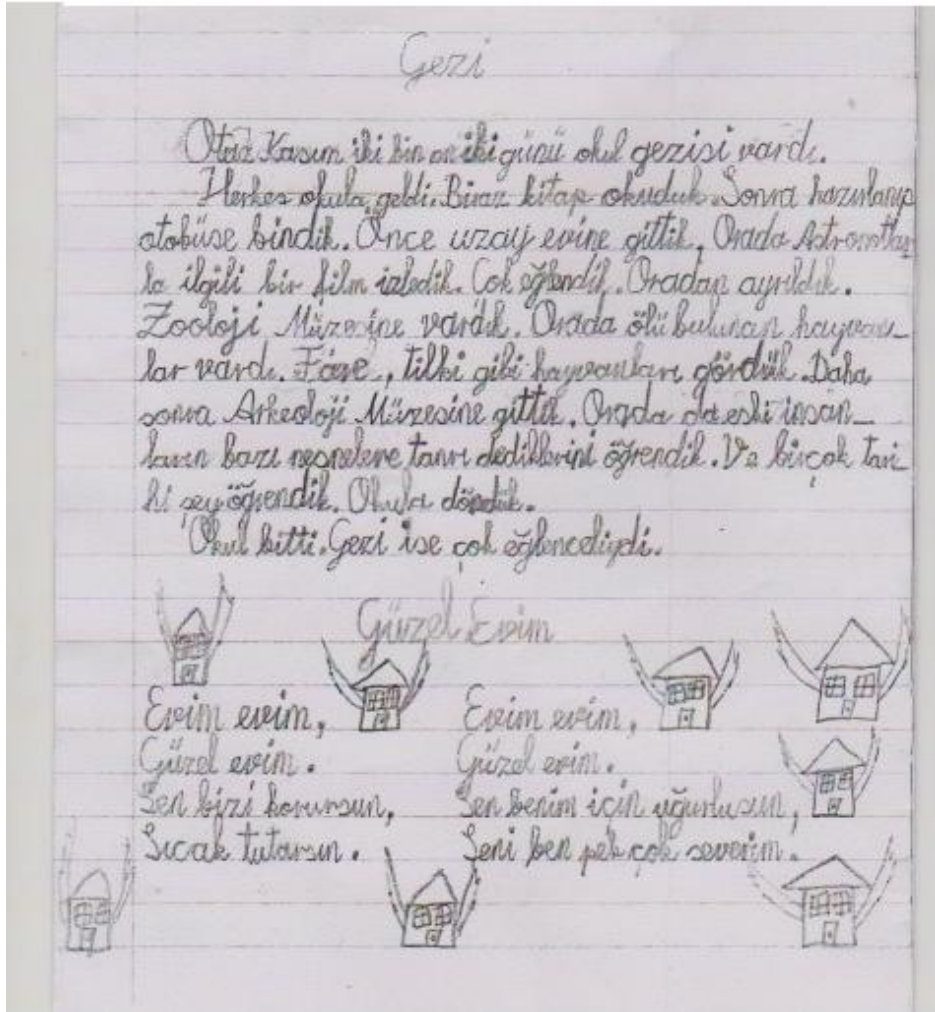 Gezi
Otuz Kasım iki bin on iki günü okul gezisi vardı.
Herkes okula geldi. Biraz kitap okuduk. Sonra hazırlanıp
otobüse bindik. Önce uzay evine gittik. Orada Astronotlar
la ilgili bir film izledik. Çok eğlendik. Oradan ayrıldık.
Zooloji Müzesine vardık. Orada ölü bulunan hayvan_
lar vardı. Fare, tilki gibi hayvanları gördük. Daha
sonra Arkeoloji Müzesine gittik. Orada da eski insan_
ların bazı nesnelere tanrı dediklerini öğrendik. Ve birçok tari
hi şey öğrendik. Okula döndük.
Okul bitti. Gezi ise çok eğlenceliydi.
Güzel Evim
Evim evim,
Güzel evim.
Sen bizi korursun,
Sıcak tutarsın.
Evim evim,
Güzel evim.
Sen benim için uğurlusun,
Seni ben pek çok severim.